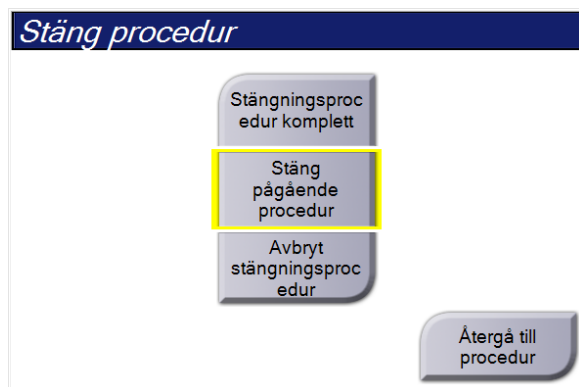 Stäng procedur
Stängningsproc
edur komplett
Stäng
pågående
procedur
Avbryt
stängningsproc
edur
Återgå till
procedur